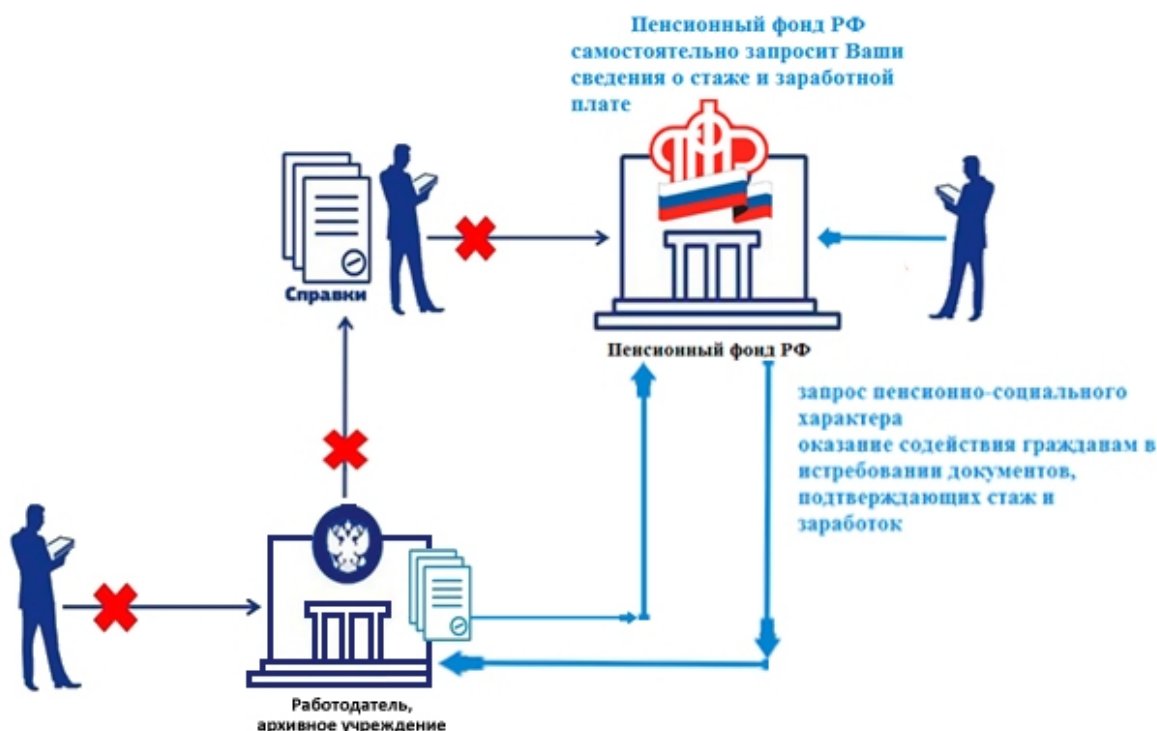 Пенсионный фонд РФ
самостоятельно запросит Ваши
сведения о стаже и заработной
плате
Справки
Пенсионный фонд РФ
запрос пенсионно-социального
характера
оказание содействия гражданам в
истребовании документов,
подтверждающих стаж и
заработок
Работодатель,
архивное учреждение